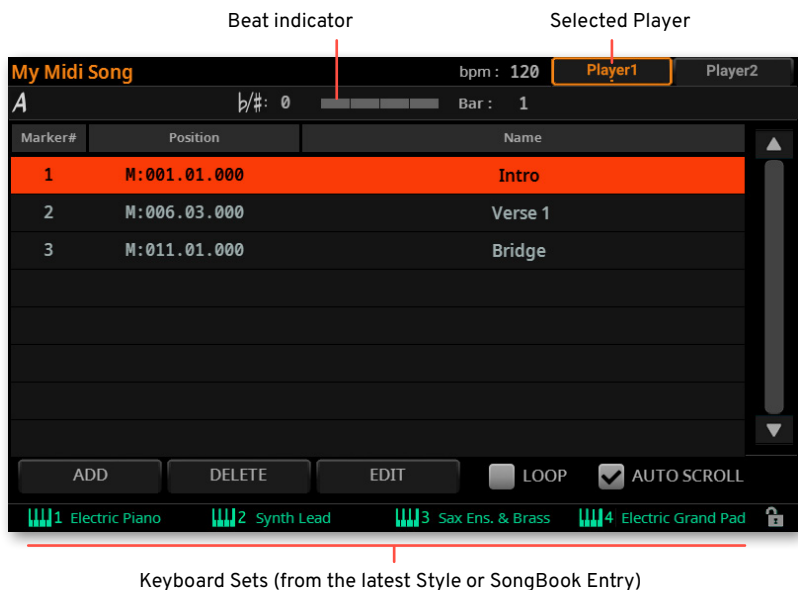 Beat indicator Selected Player
My Midi Song bpm: 120 Player1 Player2
A b/#: 0 Bar: 1
Marker# Position Name
1 M:001.01.000 Intro
2 M:006.03.000 Verse 1
3 M:011.01.000 Bridge
ADD DELETE EDIT LOOP AUTO SCROLL
1 Electric Piano 2 Synth Lead 3 Sax Ens. & Brass 4 Electric Grand Pad
Keyboard Sets (from the latest Style or SongBook Entry)